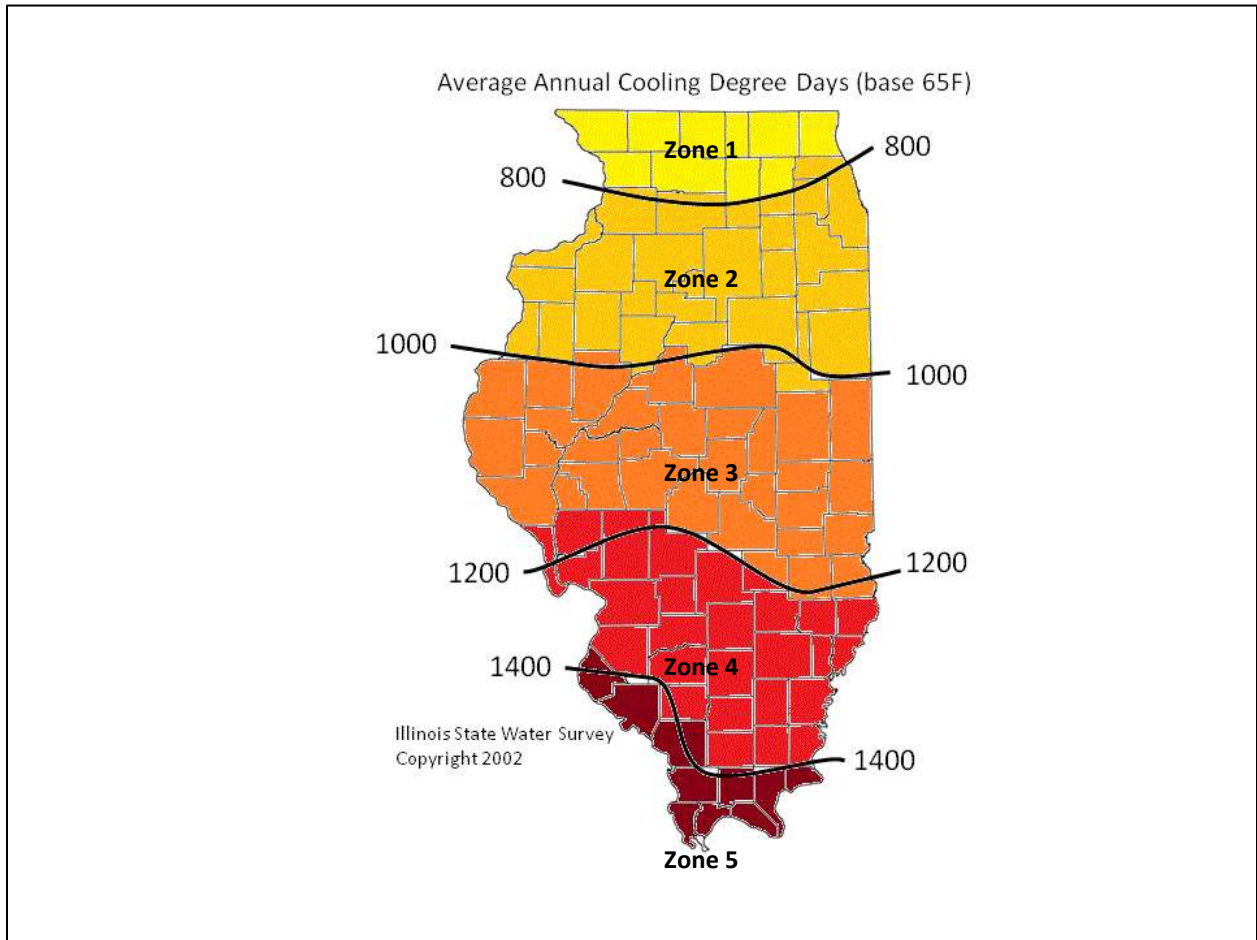 Average Annual Cooling Degree Days (base 65F)
Zone 1
800
800
Zone 2
1000
1000
Zone 3
1200
1200
Zone 4
1400
Illinois State Water Survey
Copyright 2002
1400
Zone 5